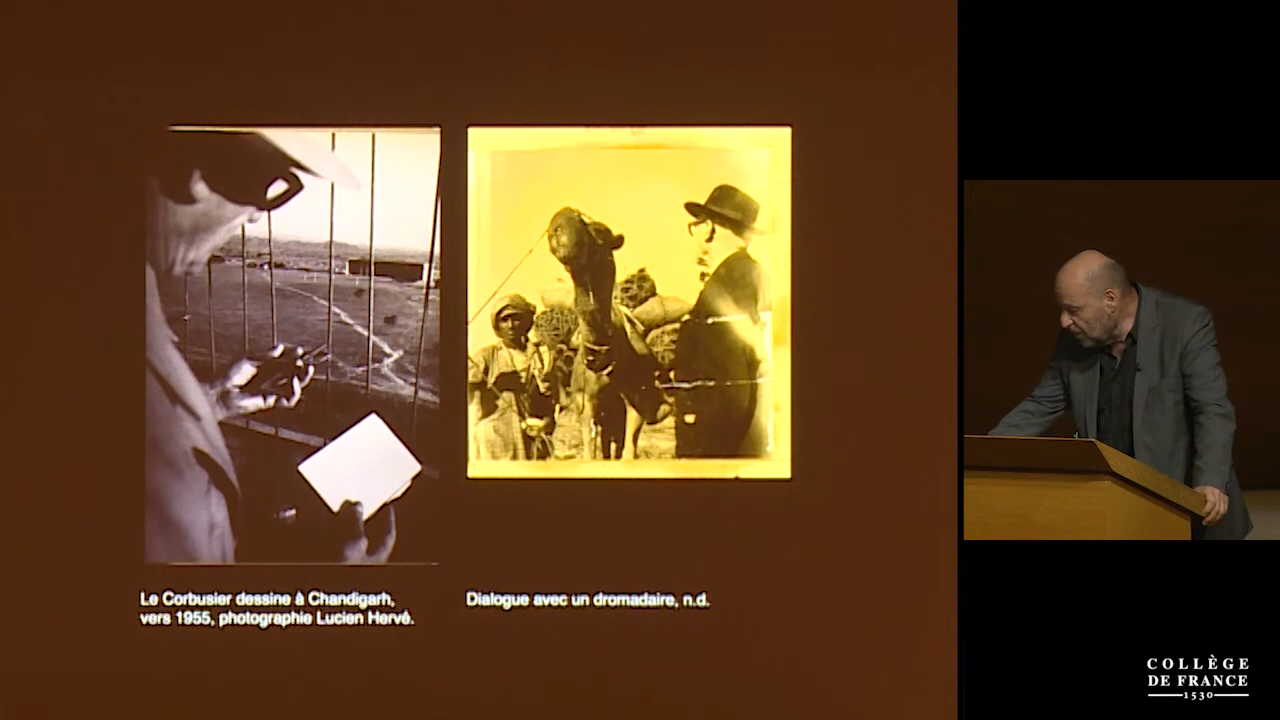 Le Corbusier dessine à Chandigarh,
vers 1955, photographie Lucien Hervé.
Dialogue avec un dromadaire, n.d.
COLLÈGE
DE FRANCE
1530